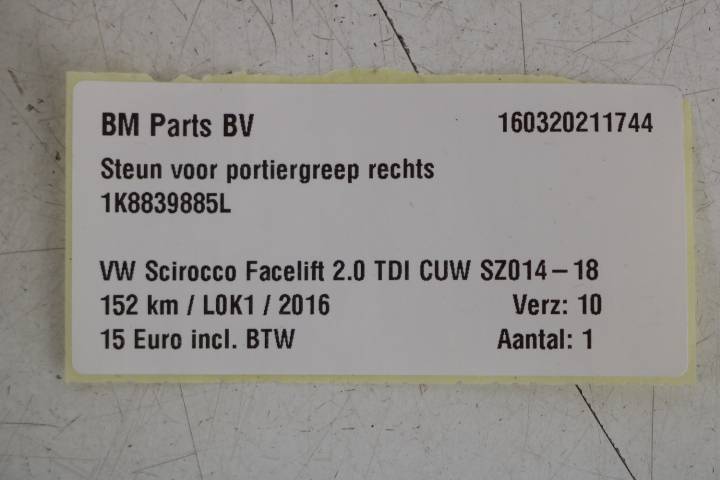 BM Parts BV 160320211744
Steun voor portiergreep rechts
1K8839885L
VW Scirocco Facelift 2.0 TDI CUW SZ014-18
152 km / L0K1 / 2016 Verz: 10
15 Euro incl. BTW Aantal: 1